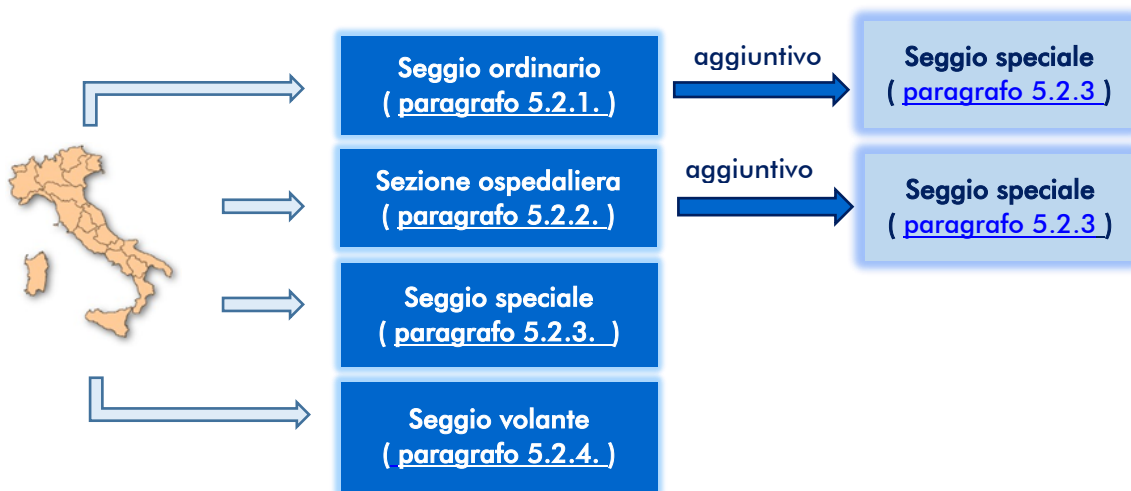 Seggio ordinario
( paragrafo 5.2.1. )
aggiuntivo
Seggio speciale
( paragrafo 5.2.3 )
Sezione ospedaliera
( paragrafo 5.2.2. )
aggiuntivo
Seggio speciale
( paragrafo 5.2.3 )
Seggio speciale
( paragrafo 5.2.3. )
Seggio volante
( paragrafo 5.2.4. )